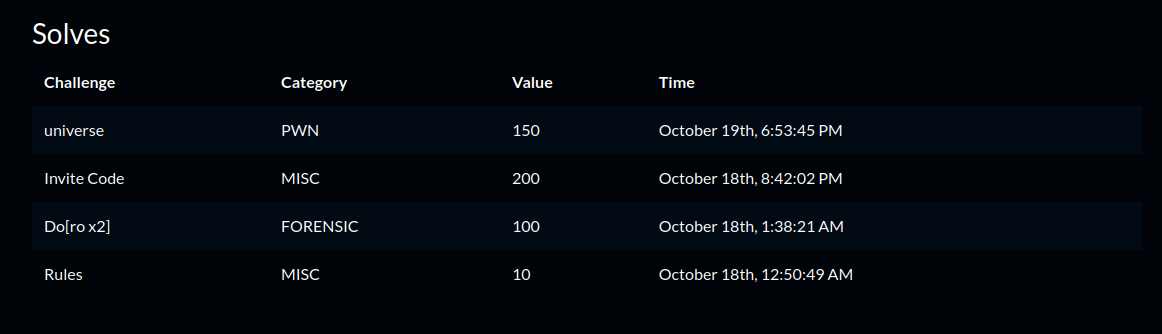 Solves
Challenge Category Value Time
universe PWN 150 October 19th, 6:53:45 PM
Invite Code MISC 200 October 18th, 8:42:02 PM
Do[ro x2] FORENSIC 100 October 18th, 1:38:21 AM
Rules MISC 10 October 18th, 12:50:49 AM